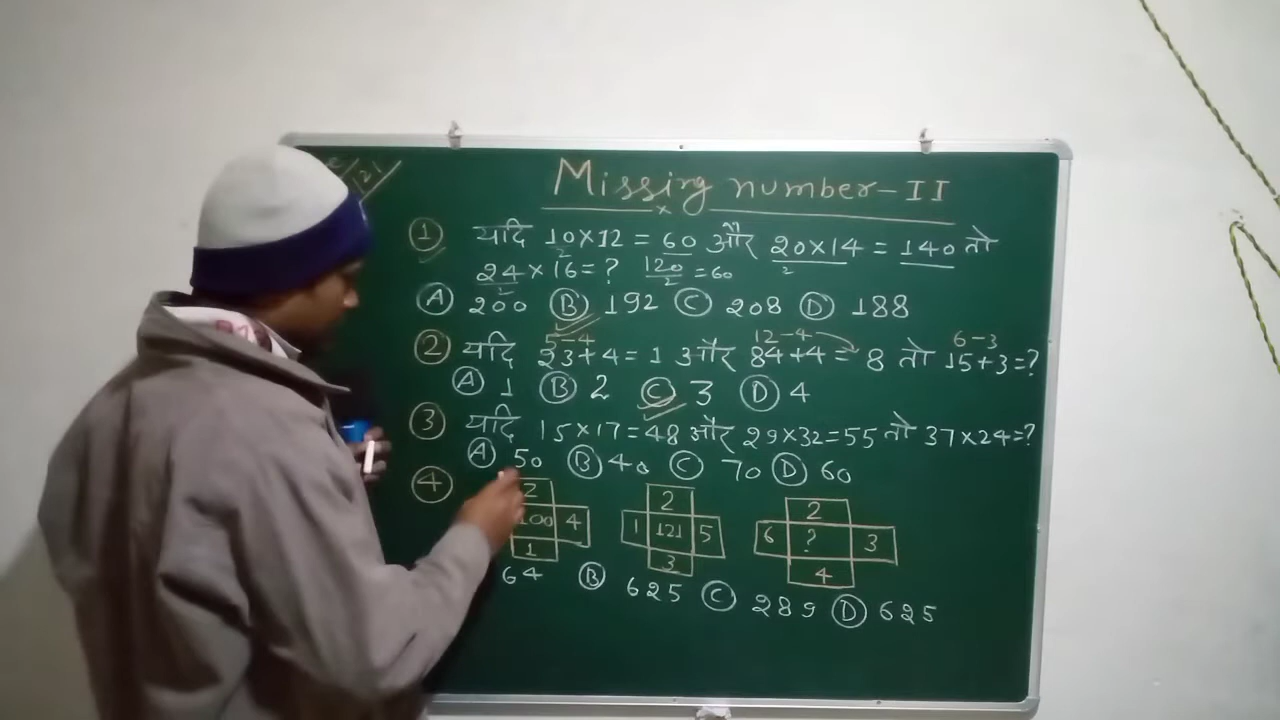 Missing number-II
① यदि 10×12 = 60 और 20×14 = 140 तो
2 2
24×16=? 120/2 =60
2
Ⓐ 200 Ⓑ 192 Ⓒ 208 Ⓓ 188
5-4 12-4 6-3
② यदि 23+4=1 और 84+4= 8 तो 15+3=?
Ⓐ 1 Ⓑ 2 Ⓒ 3 Ⓓ 4
③ यदि 15×17=48 और 29×32=55 तो 37×24=?
Ⓐ 50 Ⓑ 40 Ⓒ 70 Ⓓ 60
④ 2 2 2
100 4 1 121 5 6 ? 3
1 3 4
64 Ⓑ 625 Ⓒ 289 Ⓓ 625